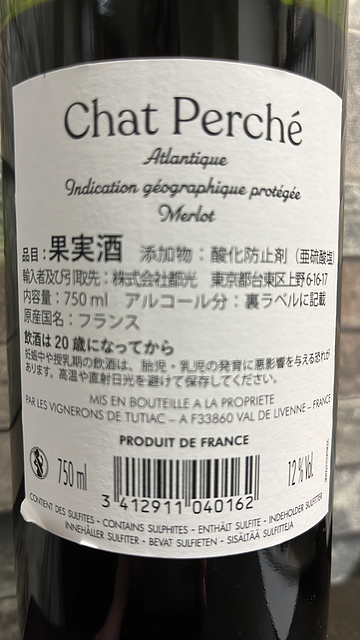 Chat Perché
Atlantique
Indication géographique protégée
Merlot
品目：果実酒 添加物：酸化防止剤（亜硫酸塩）
輸入者及び引取先：株式会社都光 東京都台東区上野6-16-17
内容量：750ml アルコール分：裏ラベルに記載
原産国名：フランス
飲酒は20歳になってから
妊娠中や授乳期の飲酒は、胎児・乳児の発育に悪影響を与える恐れが
あります。高温や直射日光を避けて保存してください。
MIS EN BOUTEILLE A LA PROPRIETE
PAR LES VIGNERONS DE TUTIAC – A F33860 VAL DE LIVENNE – FRANCE
PRODUIT DE FRANCE
750 ml
12 % Vol.
3 412911 040162
CONTENT DES SULFITES - CONTAINS SULPHITES - ENTHÄLT SULFITE - INDEHOLDER SULFITTER
INNEHÅLLER SULFITER - BEVAT SULFIETEN - SISÄLTÄÄ SULFIITTEJA